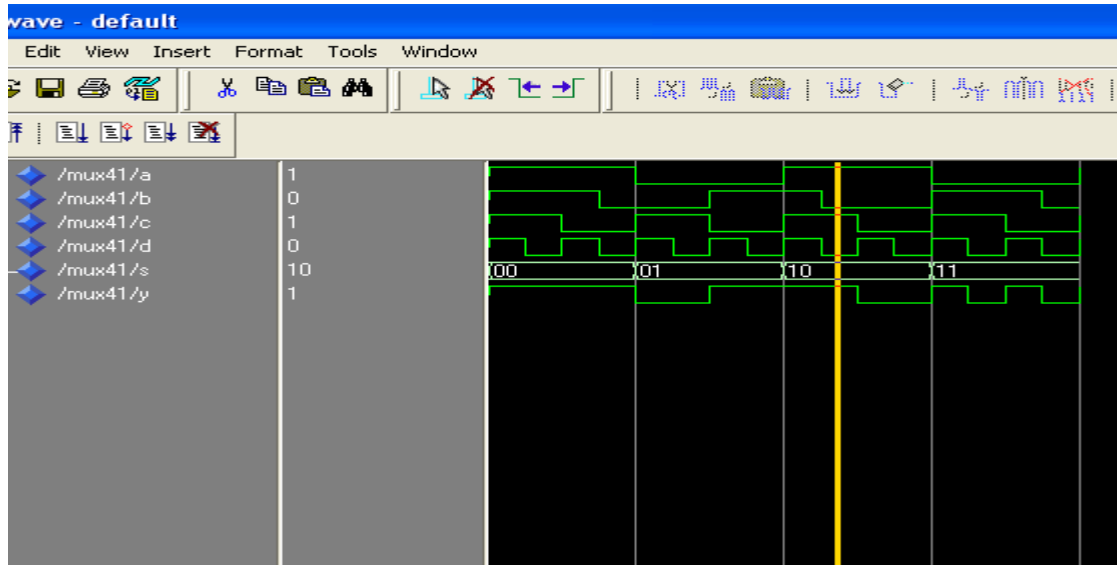 wave - default
Edit View Insert Format Tools Window
/mux41/a 1
/mux41/b 0
/mux41/c 1
/mux41/d 0
/mux41/s 10 00 01 10 11
/mux41/y 1